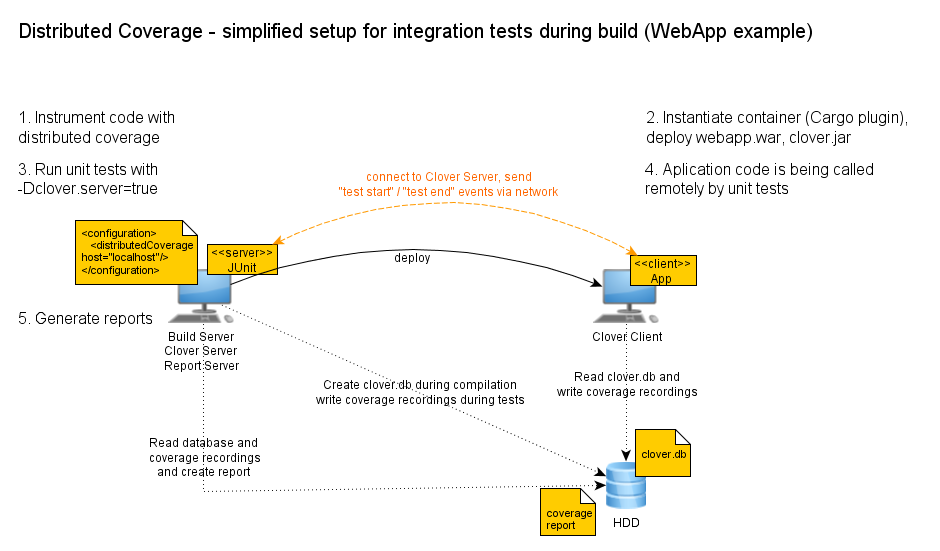 Distributed Coverage - simplified setup for integration tests during build (WebApp example)
1. Instrument code with
distributed coverage
2. Instantiate container (Cargo plugin),
deploy webapp.war, clover.jar
3. Run unit tests with
-Dclover.server=true
4. Aplication code is being called
remotely by unit tests
connect to Clover Server, send
"test start" / "test end" events via network
<configuration>
<distributedCoverage
host="localhost"/>
</configuration>
<<server>>
JUnit
deploy
<<client>>
App
5. Generate reports
Build Server
Clover Server
Report Server
Clover Client
Create clover.db during compilation
write coverage recordings during tests
Read clover.db and
write coverage recordings
Read database and
coverage recordings
and create report
clover.db
coverage
report
HDD